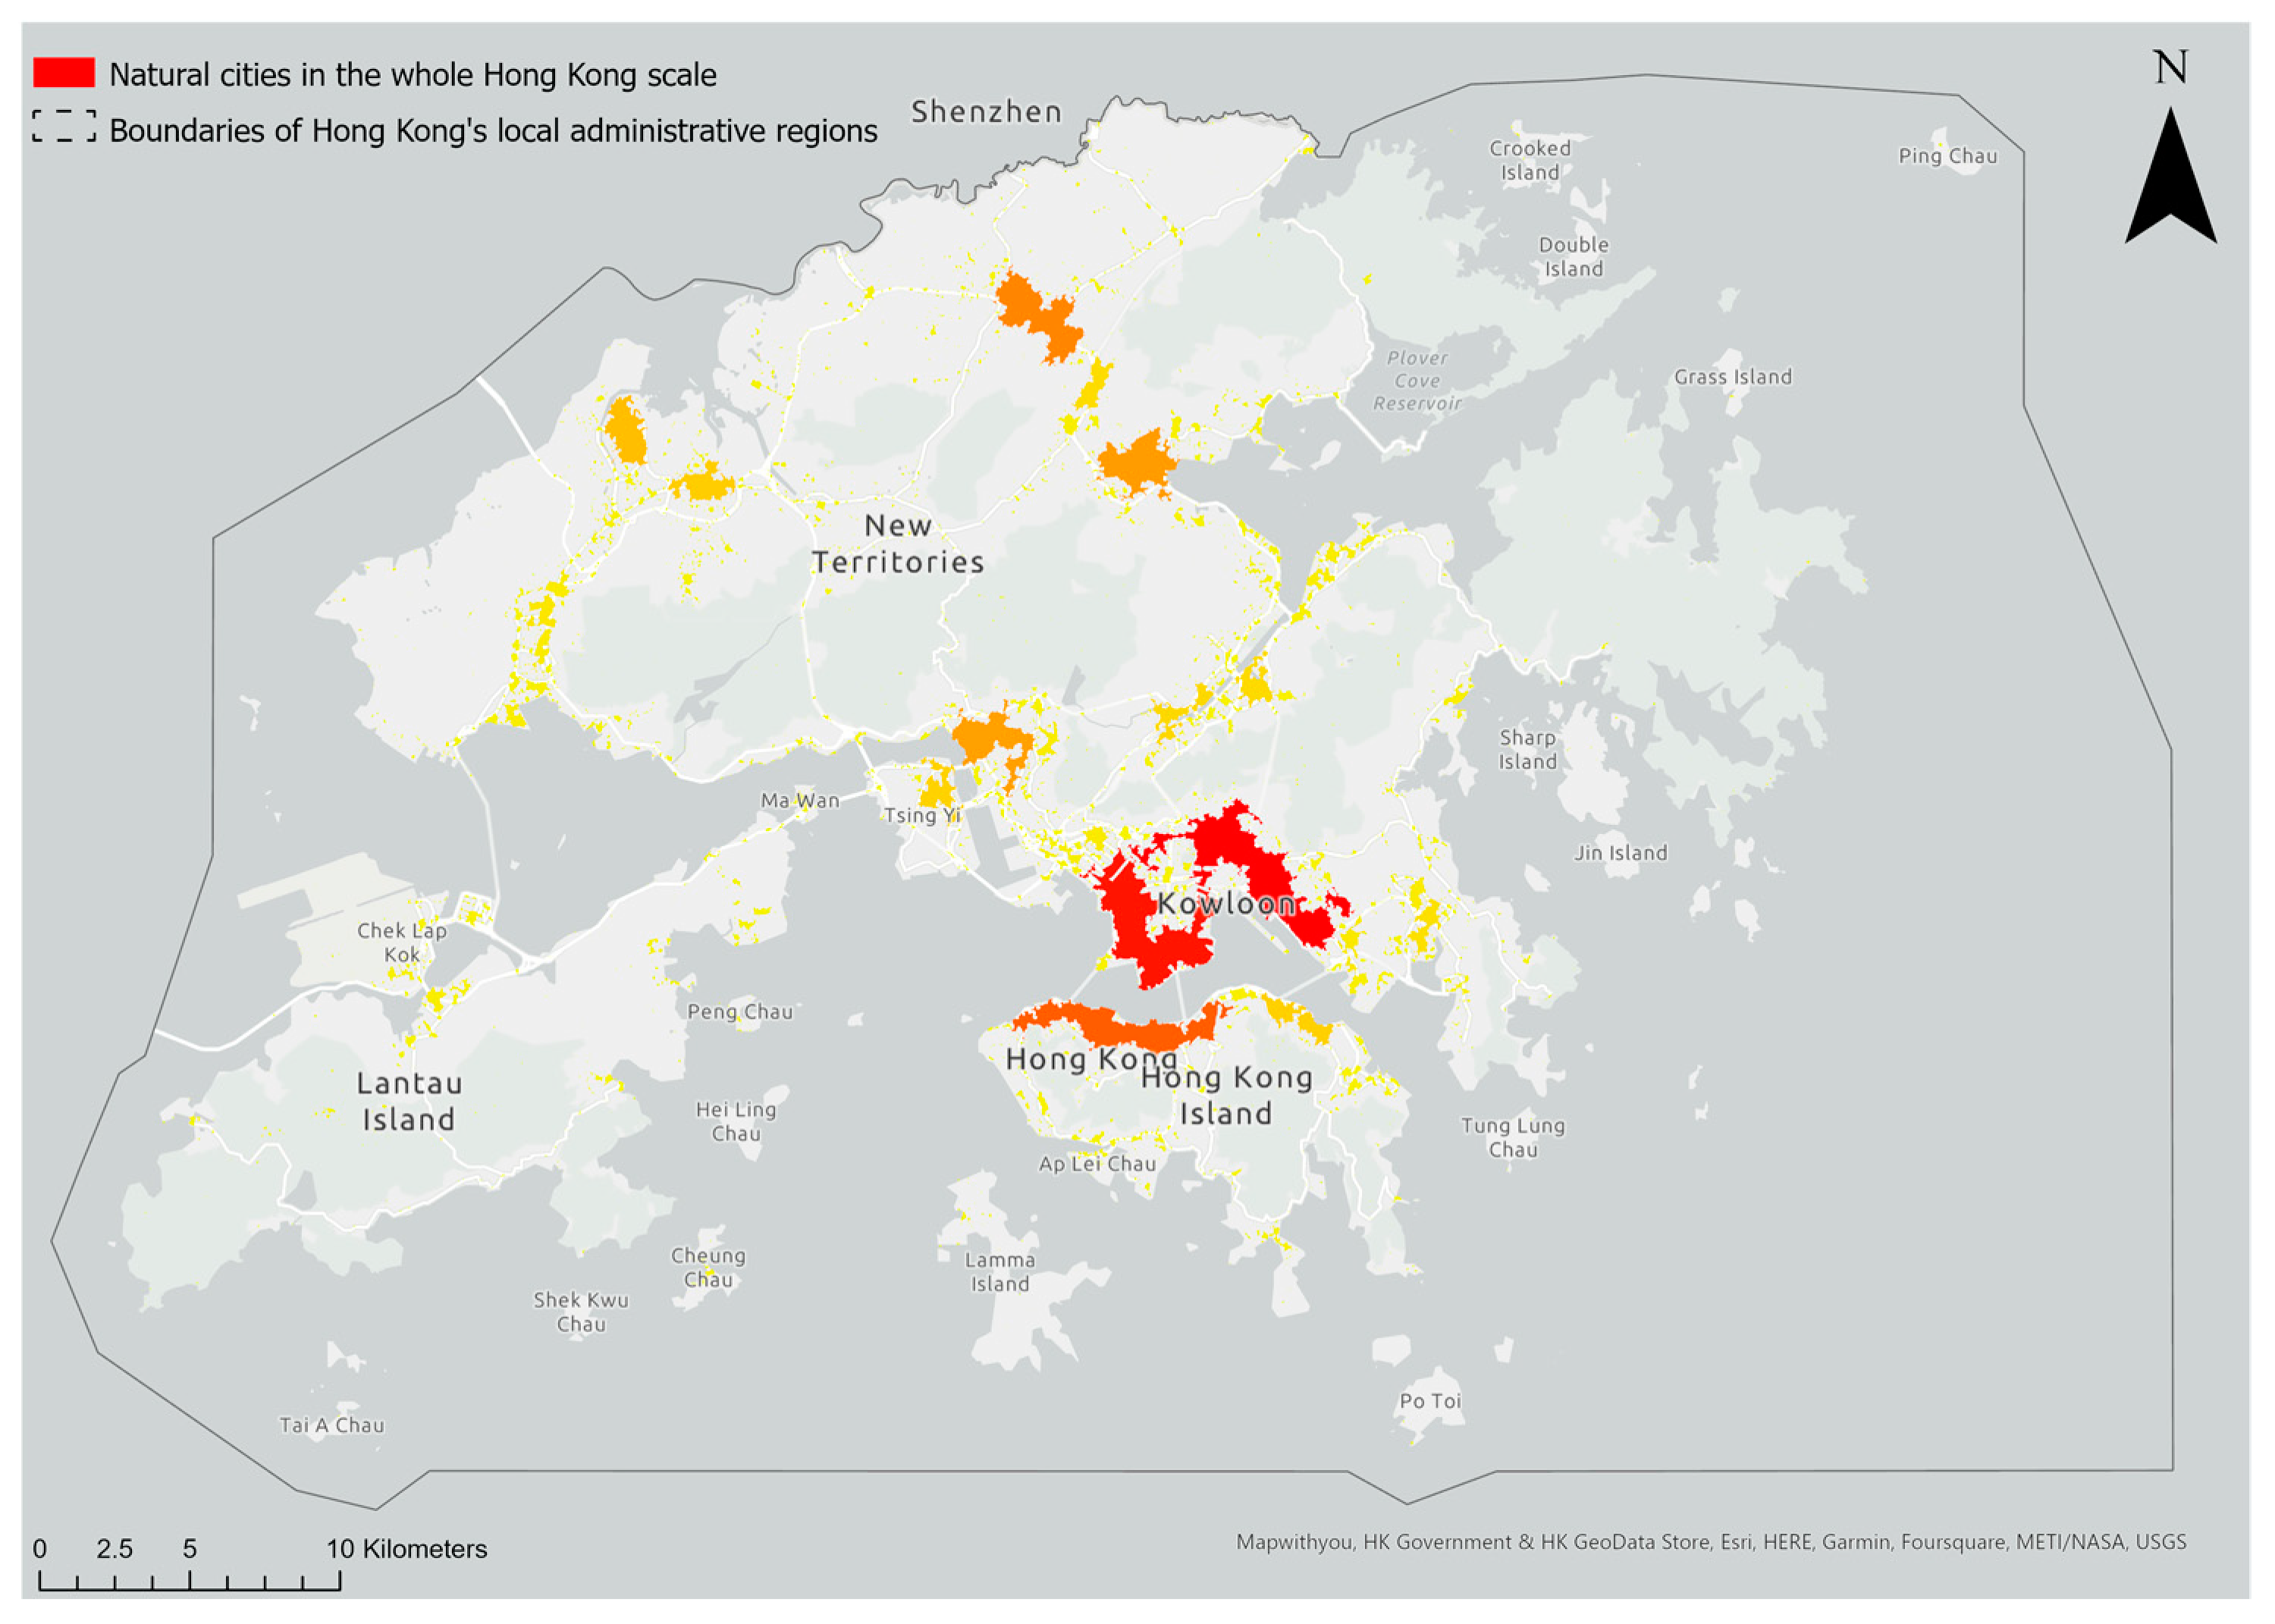 Natural cities in the whole Hong Kong scale
Boundaries of Hong Kong's local administrative regions
N
Shenzhen
Crooked
Island
Ping Chau
Double
Island
Plover
Cove
Reservoir
Grass Island
New
Territories
Sharp
Island
Ma Wan
Tsing Yi
Jin Island
Kowloon
Chek Lap
Kok
Peng Chau
Hong Kong
Hong Kong
Island
Lantau
Island
Hei Ling
Chau
Tung Lung
Chau
Ap Lei Chau
Lamma
Island
Cheung
Chau
Shek Kwu
Chau
Po Toi
Tai A Chau
0 2.5 5 10 Kilometers
Mapwithyou, HK Government & HK GeoData Store, Esri, HERE, Garmin, Foursquare, METI/NASA, USGS